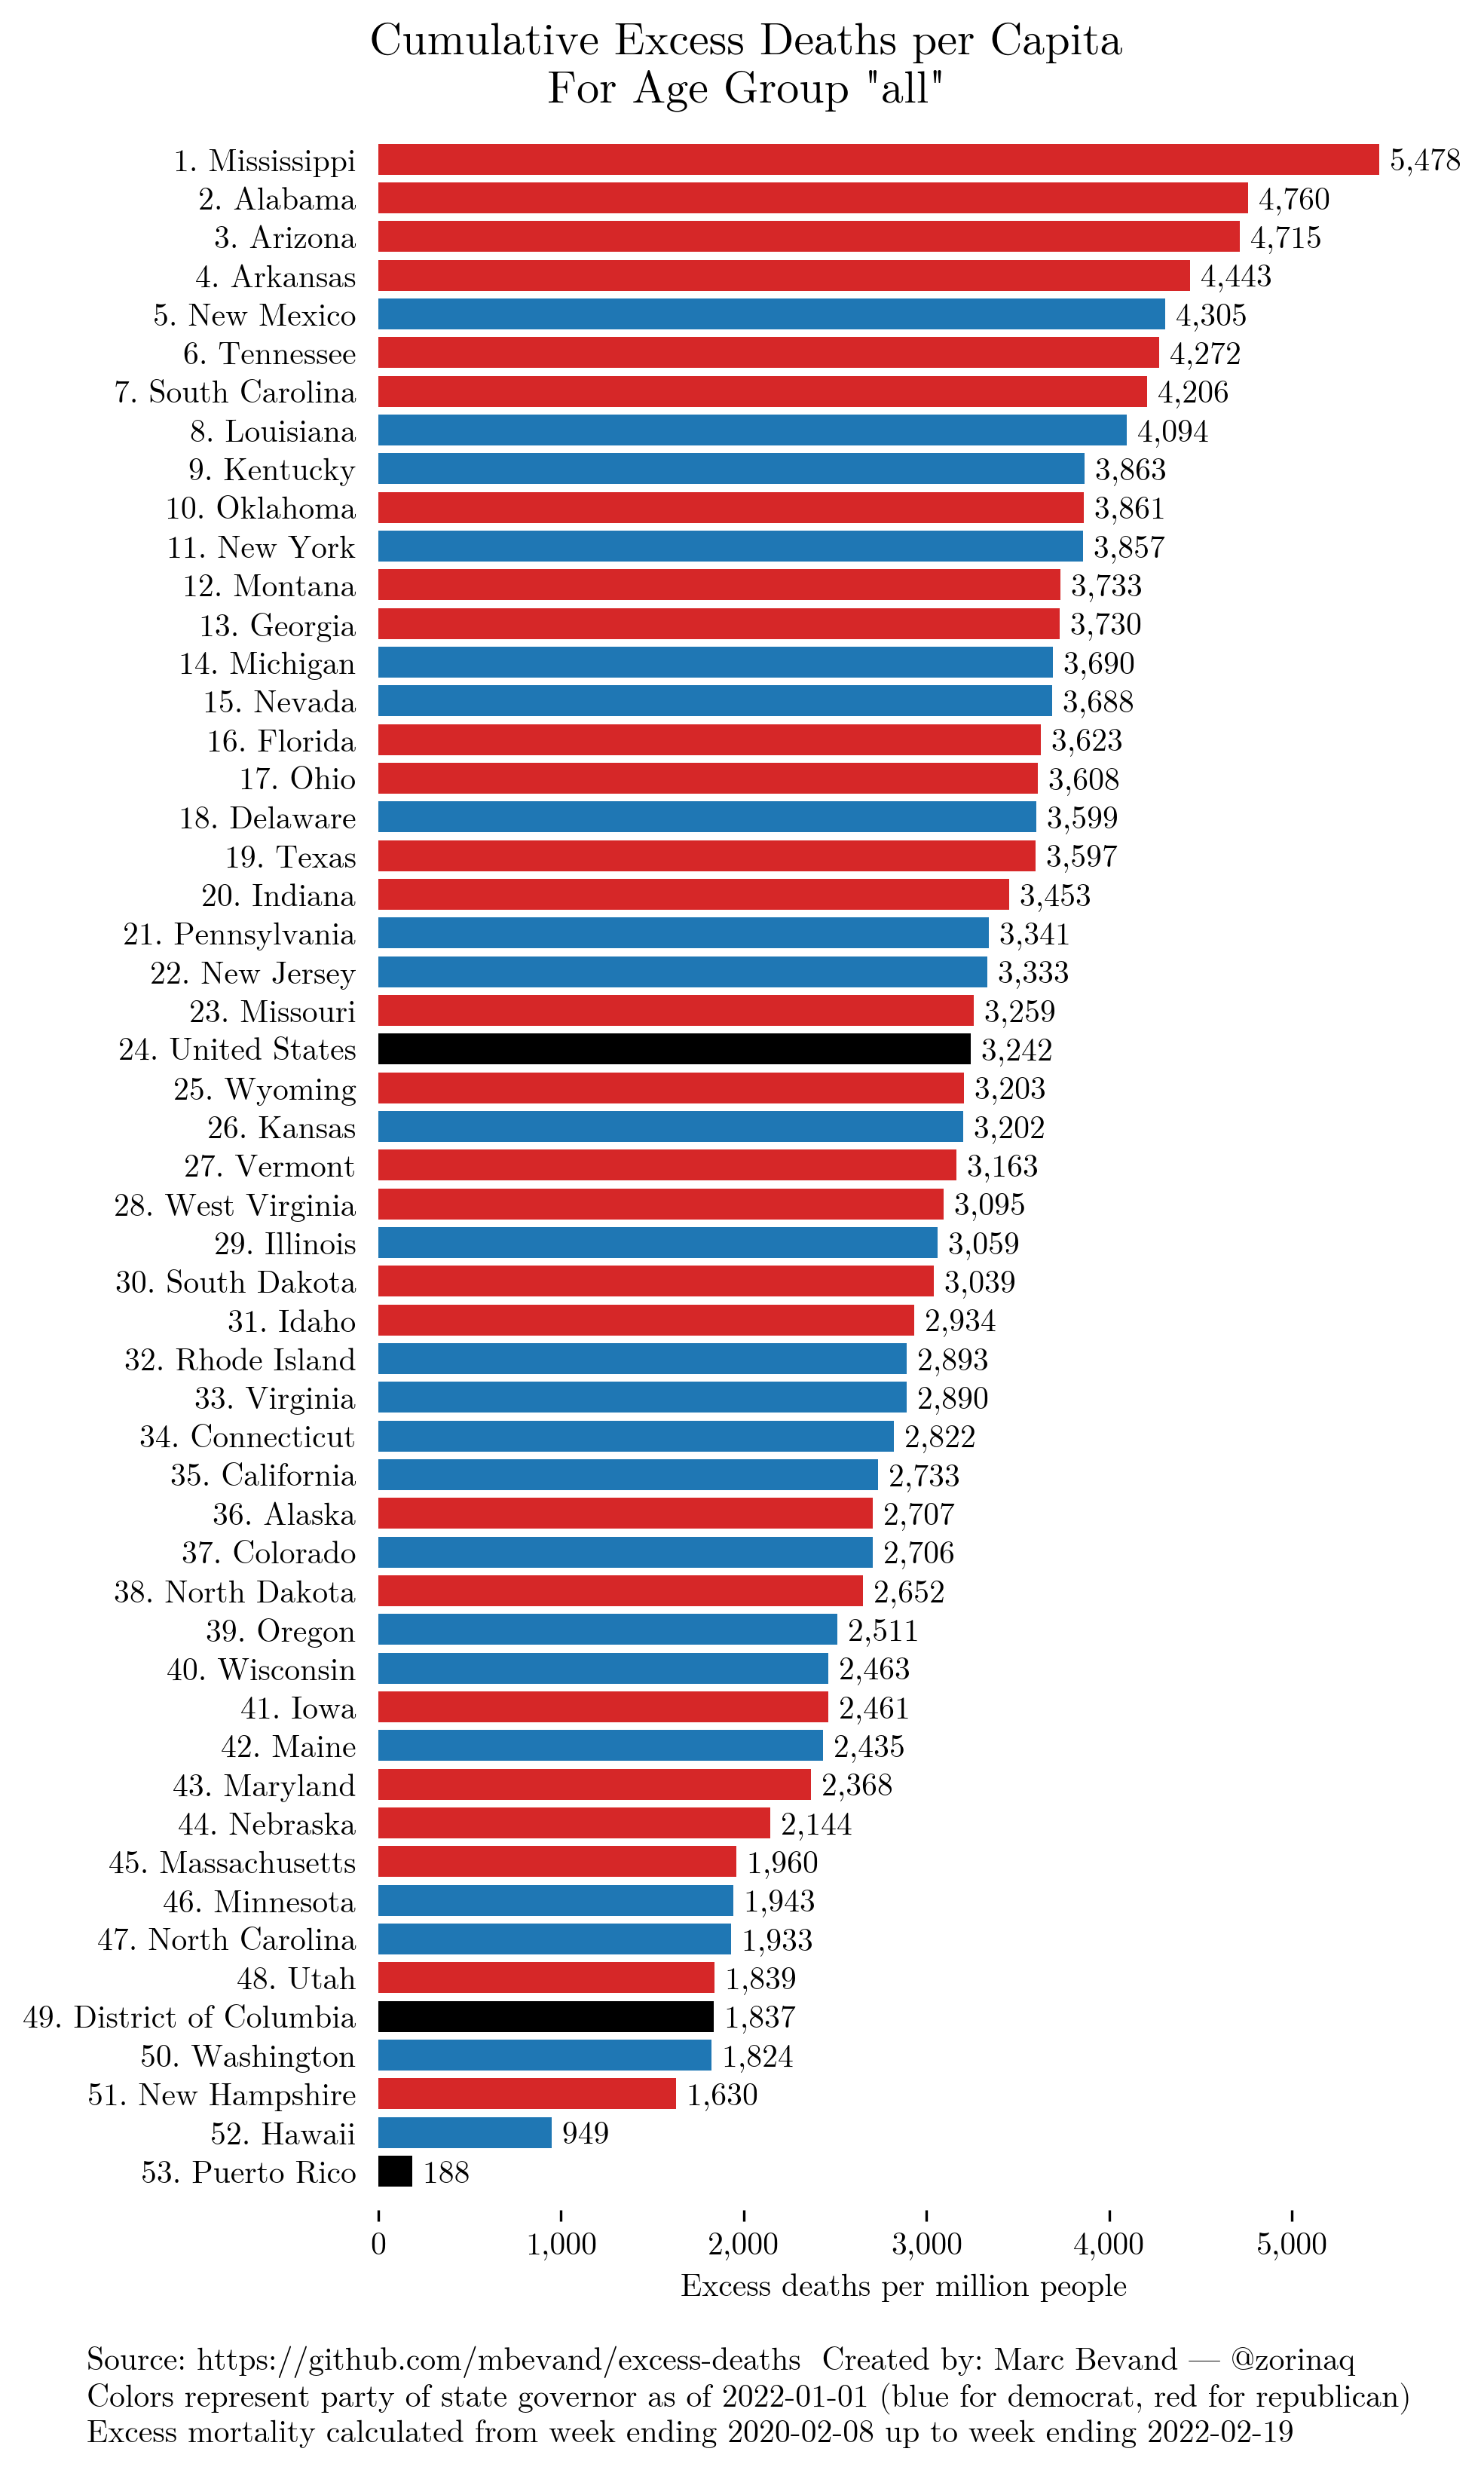 Cumulative Excess Deaths per Capita
For Age Group "all"
1. Mississippi 5,478
2. Alabama 4,760
3. Arizona 4,715
4. Arkansas 4,443
5. New Mexico 4,305
6. Tennessee 4,272
7. South Carolina 4,206
8. Louisiana 4,094
9. Kentucky 3,863
10. Oklahoma 3,861
11. New York 3,857
12. Montana 3,733
13. Georgia 3,730
14. Michigan 3,690
15. Nevada 3,688
16. Florida 3,623
17. Ohio 3,608
18. Delaware 3,599
19. Texas 3,597
20. Indiana 3,453
21. Pennsylvania 3,341
22. New Jersey 3,333
23. Missouri 3,259
24. United States 3,242
25. Wyoming 3,203
26. Kansas 3,202
27. Vermont 3,163
28. West Virginia 3,095
29. Illinois 3,059
30. South Dakota 3,039
31. Idaho 2,934
32. Rhode Island 2,893
33. Virginia 2,890
34. Connecticut 2,822
35. California 2,733
36. Alaska 2,707
37. Colorado 2,706
38. North Dakota 2,652
39. Oregon 2,511
40. Wisconsin 2,463
41. Iowa 2,461
42. Maine 2,435
43. Maryland 2,368
44. Nebraska 2,144
45. Massachusetts 1,960
46. Minnesota 1,943
47. North Carolina 1,933
48. Utah 1,839
49. District of Columbia 1,837
50. Washington 1,824
51. New Hampshire 1,630
52. Hawaii 949
53. Puerto Rico 188
0 1,000 2,000 3,000 4,000 5,000
Excess deaths per million people
Source: https://github.com/mbevand/excess-deaths Created by: Marc Bevand — @zorinaq
Colors represent party of state governor as of 2022-01-01 (blue for democrat, red for republican)
Excess mortality calculated from week ending 2020-02-08 up to week ending 2022-02-19